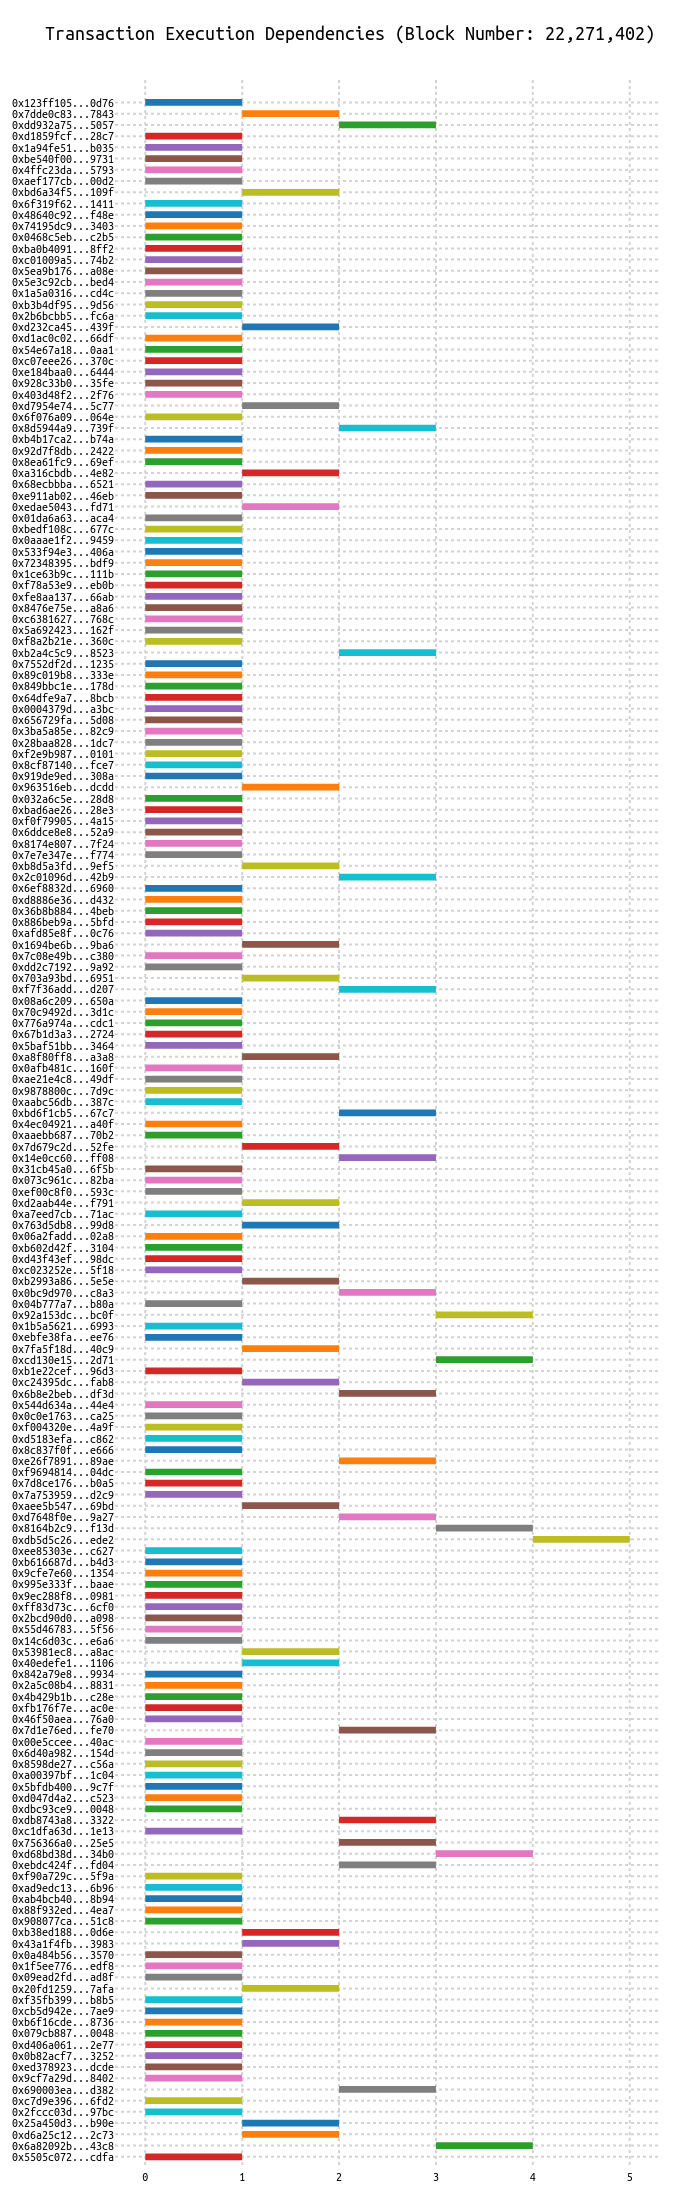 Transaction Execution Dependencies (Block Number: 22,271,402)
0x123ff105...0d76
0x7dde0c83...7843
0xdd932a75...5057
0xd1859fcf...28c7
0x1a94fe51...b035
0xbe540f00...9731
0x4ffc23da...5793
0xaef177cb...00d2
0xbd6a34f5...109f
0x6f319f62...1411
0x48640c92...f48e
0x74195dc9...3403
0x0468c5eb...c2b5
0xba0b4091...8ff2
0xc01009a5...74b2
0x5ea9b176...a08e
0x5e3c92cb...bed4
0x1a5a0316...cd4c
0xb3b4df95...9d56
0x2b6bcbb5...fc6a
0xd232ca45...439f
0xd1ac0c02...66df
0x54e67a18...0aa1
0xc07eee26...370c
0xe184baa0...6444
0x928c33b0...35fe
0x403d48f2...2f76
0xd7954e74...5c77
0x6f076a09...064e
0x8d5944a9...739f
0xb4b17ca2...b74a
0x92d7f8db...2422
0x8ea61fc9...69ef
0xa316cbdb...4e82
0x68ecbbba...6521
0xe911ab02...46eb
0xedae5043...fd71
0x01da6a63...aca4
0xbedf108c...677c
0x0aaae1f2...9459
0x533f94e3...406a
0x72348395...bdf9
0x1ce63b9c...111b
0xf78a53e9...eb0b
0xfe8aa137...66ab
0x8476e75e...a8a6
0xc6381627...768c
0x5a692423...162f
0xf8a2b21e...360c
0xb2a4c5c9...8523
0x7552df2d...1235
0x89c019b8...333e
0x849bbc1e...178d
0x64dfe9a7...8bcb
0x0004379d...a3bc
0x656729fa...5d08
0x3ba5a85e...82c9
0x28baa828...1dc7
0xf2e9b987...0101
0x8cf87140...fce7
0x919de9ed...308a
0x963516eb...dcdd
0x032a6c5e...28d8
0xbad6ae26...28e3
0xf0f79905...4a15
0x6ddce8e8...52a9
0x8174e807...7f24
0x7e7e347e...f774
0xb8d5a3fd...9ef5
0x2c01096d...42b9
0x6ef8832d...6960
0xd8886e36...d432
0x36b8b884...4beb
0x886beb9a...5bfd
0xafd85e8f...0c76
0x1694be6b...9ba6
0x7c08e49b...c380
0xdd2c7192...9a92
0x703a93bd...6951
0xf7f36add...d207
0x08a6c209...650a
0x70c9492d...3d1c
0x776a974a...cdc1
0x67b1d3a3...2724
0x5baf51bb...3464
0xa8f80ff8...a3a8
0x0afb481c...160f
0xae21e4c8...49df
0x9878800c...7d9c
0xaabc56db...387c
0xbd6f1cb5...67c7
0x4ec04921...a40f
0xaaebb687...70b2
0x7d679c2d...52fe
0x14e0cc60...ff08
0x31cb45a0...6f5b
0x073c961c...82ba
0xef00c8f0...593c
0xd2aab44e...f791
0xa7eed7cb...71ac
0x763d5db8...99d8
0x06a2fadd...02a8
0xb602d42f...3104
0xd43f43ef...98dc
0xc023252e...5f18
0xb2993a86...5e5e
0x0bc9d970...c8a3
0x04b777a7...b80a
0x92a153dc...bc0f
0x1b5a5621...6993
0xebfe38fa...ee76
0x7fa5f18d...40c9
0xcd130e15...2d71
0xb1e22cef...96d3
0xc24395dc...fab8
0x6b8e2beb...df3d
0x544d634a...44e4
0x0c0e1763...ca25
0xf004320e...4a9f
0xd5183efa...c862
0x8c837f0f...e666
0xe26f7891...89ae
0xf9694814...04dc
0x7d8ce176...b0a5
0x7a753959...d2c9
0xaee5b547...69bd
0xd7648f0e...9a27
0x8164b2c9...f13d
0xdb5d5c26...ede2
0xee85303e...c627
0xb616687d...b4d3
0x9cfe7e60...1354
0x995e333f...baae
0x9ec288f8...0981
0xff83d73c...6cf0
0x2bcd90d0...a098
0x55d46783...5f56
0x14c6d03c...e6a6
0x53981ec8...a8ac
0x40edefe1...1106
0x842a79e8...9934
0x2a5c08b4...8831
0x4b429b1b...c28e
0xfb176f7e...ac0e
0x46f50aea...76a0
0x7d1e76ed...fe70
0x00e5ccee...40ac
0x6d40a982...154d
0x8598de27...c56a
0xa00397bf...1c04
0x5bfdb400...9c7f
0xd047d4a2...c523
0xdbc93ce9...0048
0xdb8743a8...3322
0xc1dfa63d...1e13
0x756366a0...25e5
0xd68bd38d...34b0
0xebdc424f...fd04
0xf90a729c...5f9a
0xad9edc13...6b96
0xab4bcb40...8b94
0x88f932ed...4ea7
0x908077ca...51c8
0xb38ed188...0d6e
0x43a1f4fb...3983
0x0a484b56...3570
0x1f5ee776...edf8
0x09ead2fd...ad8f
0x20fd1259...7afa
0xf35fb399...b8b5
0xcb5d942e...7ae9
0xb6f16cde...8736
0x079cb887...0048
0xd406a061...2e77
0x0b82acf7...3252
0xed378923...dcde
0x9cf7a29d...8402
0x690003ea...d382
0xc7d9e396...6fd2
0x2fccc03d...97bc
0x25a450d3...b90e
0xd6a25c12...2c73
0x6a82092b...43c8
0x5505c072...cdfa
0 1 2 3 4 5